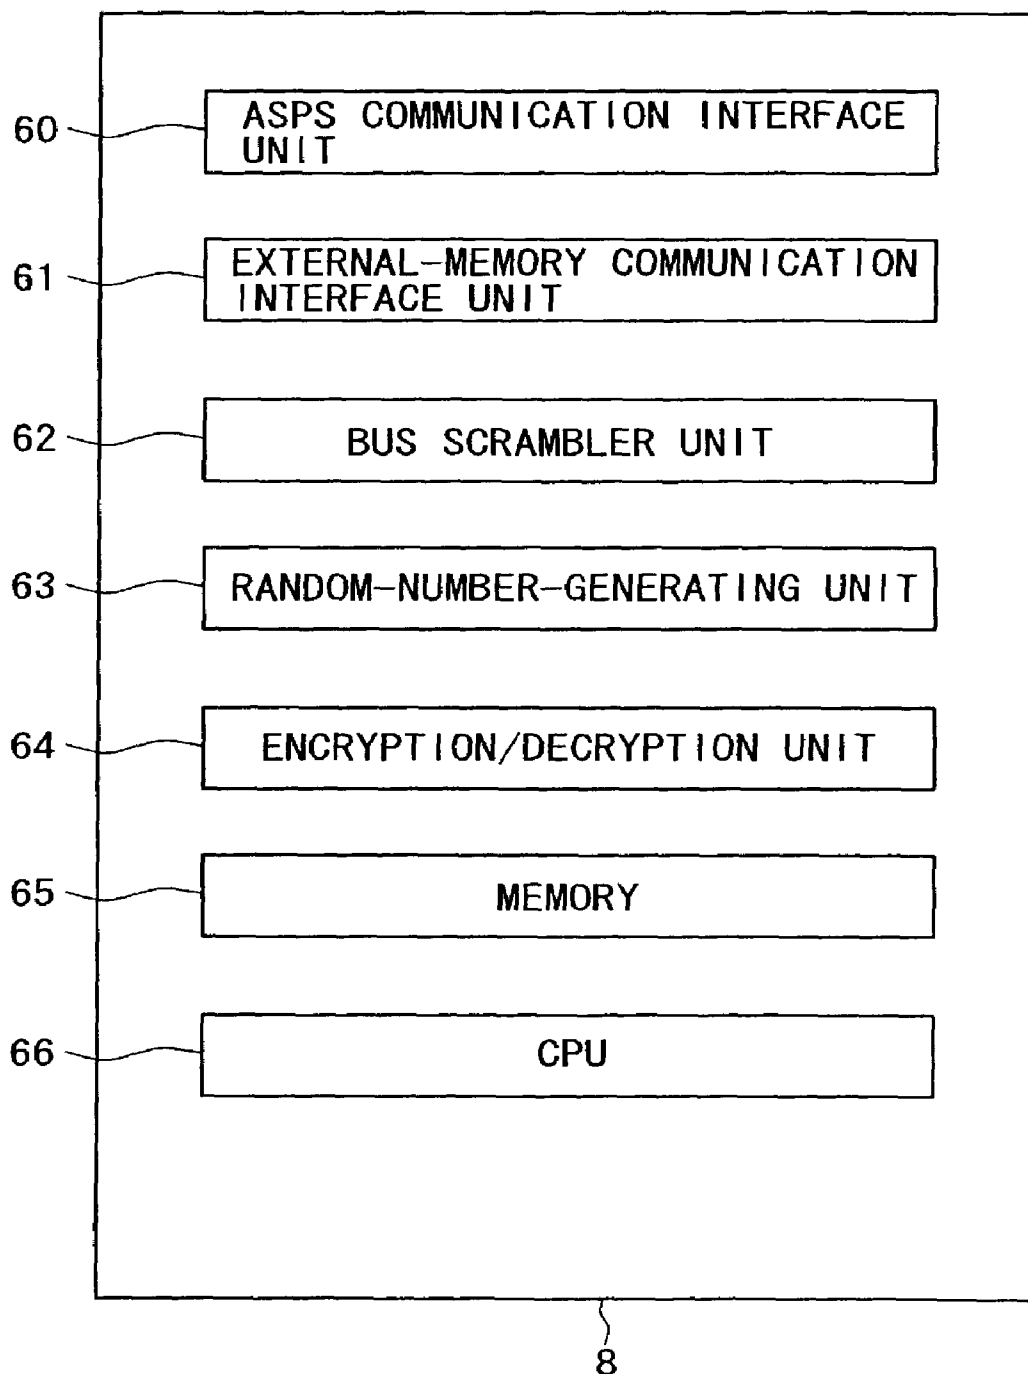 60
ASPS COMMUNICATION INTERFACE
UNIT
61
EXTERNAL-MEMORY COMMUNICATION
INTERFACE UNIT
62
BUS SCRAMBLER UNIT
63
RANDOM-NUMBER-GENERATING UNIT
64
ENCRYPTION/DECRYPTION UNIT
65
MEMORY
66
CPU
8